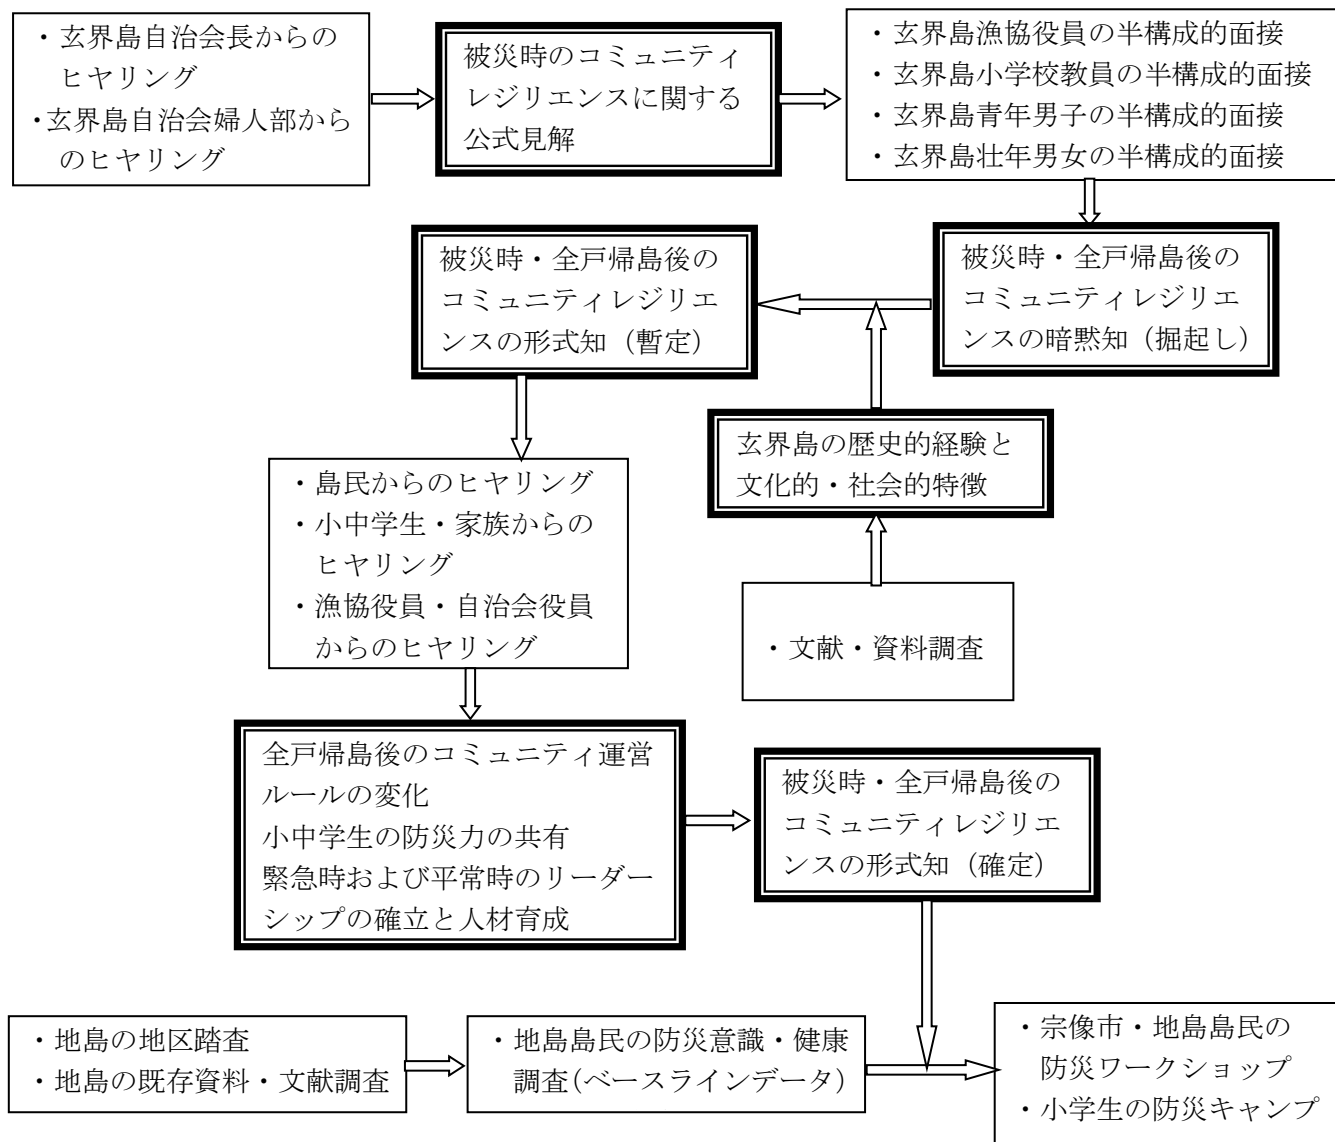 ・玄界島自治会長からの
ヒヤリング
・玄界島自治会婦人部から
のヒヤリング
被災時のコミュニティ
レジリエンスに関する
公式見解
・玄界島漁協役員の半構成的面接
・玄界島小学校教員の半構成的面接
・玄界島青年男子の半構成的面接
・玄界島壮年男女の半構成的面接
被災時・全戸帰島後の
コミュニティレジリエ
ンスの形式知（暫定）
被災時・全戸帰島後の
コミュニティレジリエ
ンスの暗黙知（掘起し）
玄界島の歴史的経験と
文化的・社会的特徴
・島民からのヒヤリング
・小中学生・家族からの
ヒヤリング
・漁協役員・自治会役員
からのヒヤリング
・文献・資料調査
全戸帰島後のコミュニティ運営
ルールの変化
小中学生の防災力の共有
緊急時および平常時のリーダー
シップの確立と人材育成
被災時・全戸帰島後の
コミュニティレジリエ
ンスの形式知（確定）
・地島の地区踏査
・地島の既存資料・文献調査
・地島島民の防災意識・健康
調査（ベースラインデータ）
・宗像市・地島島民の
防災ワークショップ
・小学生の防災キャンプ